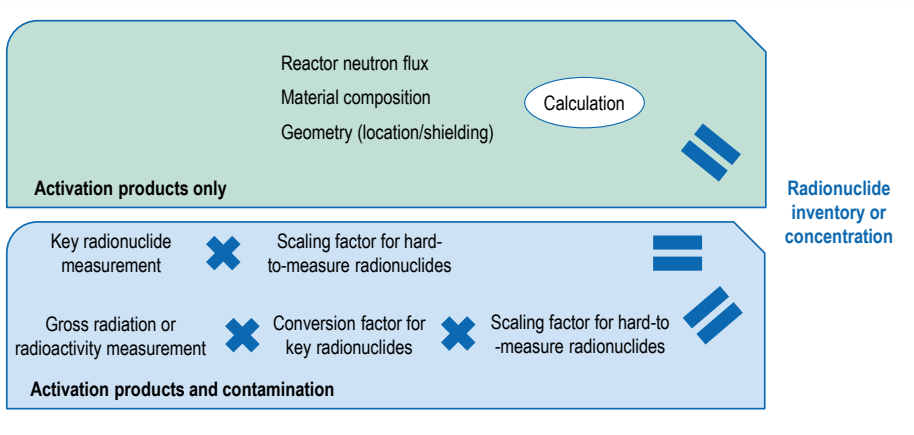 Reactor neutron flux
Material composition
Geometry (location/shielding)
Calculation
Activation products only
Radionuclide
inventory or
concentration
Key radionuclide
measurement
Scaling factor for hard-
to-measure radionuclides
Gross radiation or
radioactivity measurement
Conversion factor for
key radionuclides
Scaling factor for hard-to
-measure radionuclides
Activation products and contamination